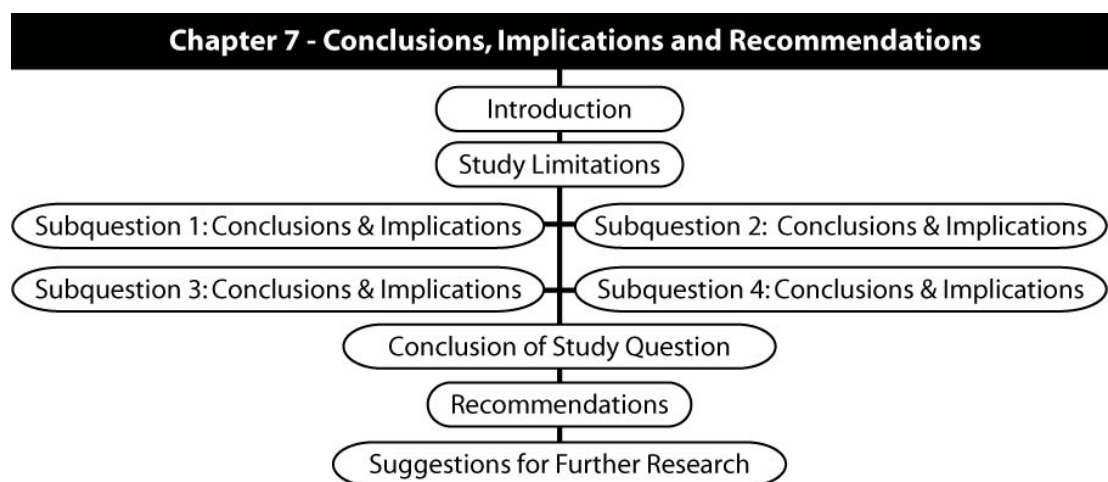 Chapter 7 - Conclusions, Implications and Recommendations
Introduction
Study Limitations
Subquestion 1: Conclusions & Implications
Subquestion 2: Conclusions & Implications
Subquestion 3: Conclusions & Implications
Subquestion 4: Conclusions & Implications
Conclusion of Study Question
Recommendations
Suggestions for Further Research